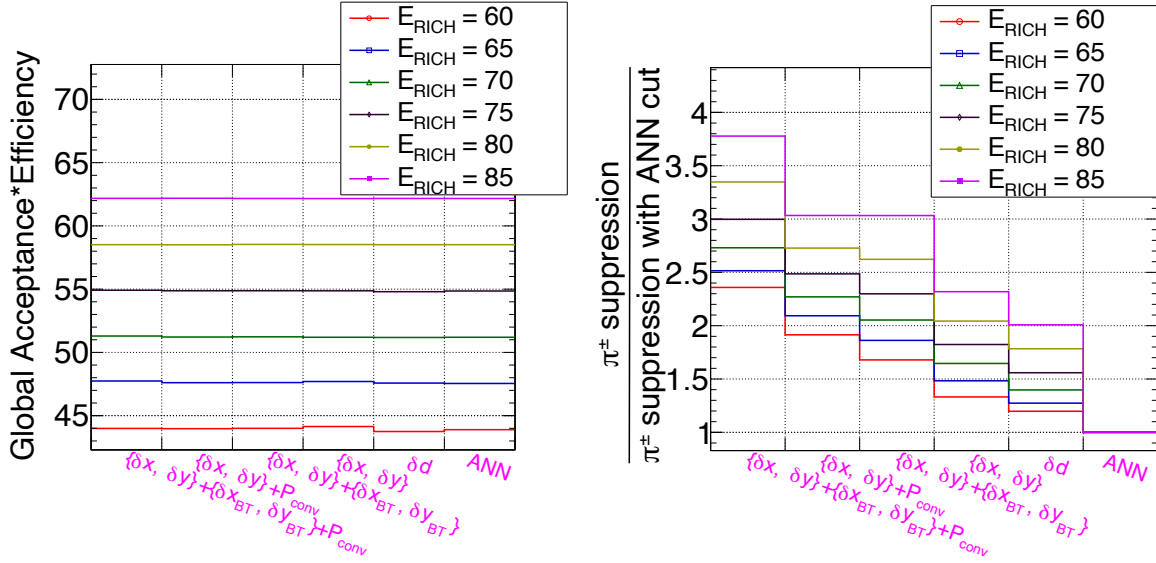 E_RICH = 60
E_RICH = 65
E_RICH = 70
E_RICH = 75
E_RICH = 80
E_RICH = 85
Global Acceptance*Efficiency
70
65
60
55
50
45
{δx, δy}+{δx_BT, δy_BT}+P_conv
{δx, δy}+P_conv
{δx, δy}+{δx_BT, δy_BT}
{δx, δy}
δd
ANN
E_RICH = 60
E_RICH = 65
E_RICH = 70
E_RICH = 75
E_RICH = 80
E_RICH = 85
π± suppression
π± suppression with ANN cut
4
3.5
3
2.5
2
1.5
1
{δx, δy}+{δx_BT, δy_BT}+P_conv
{δx, δy}+P_conv
{δx, δy}+{δx_BT, δy_BT}
{δx, δy}
δd
ANN